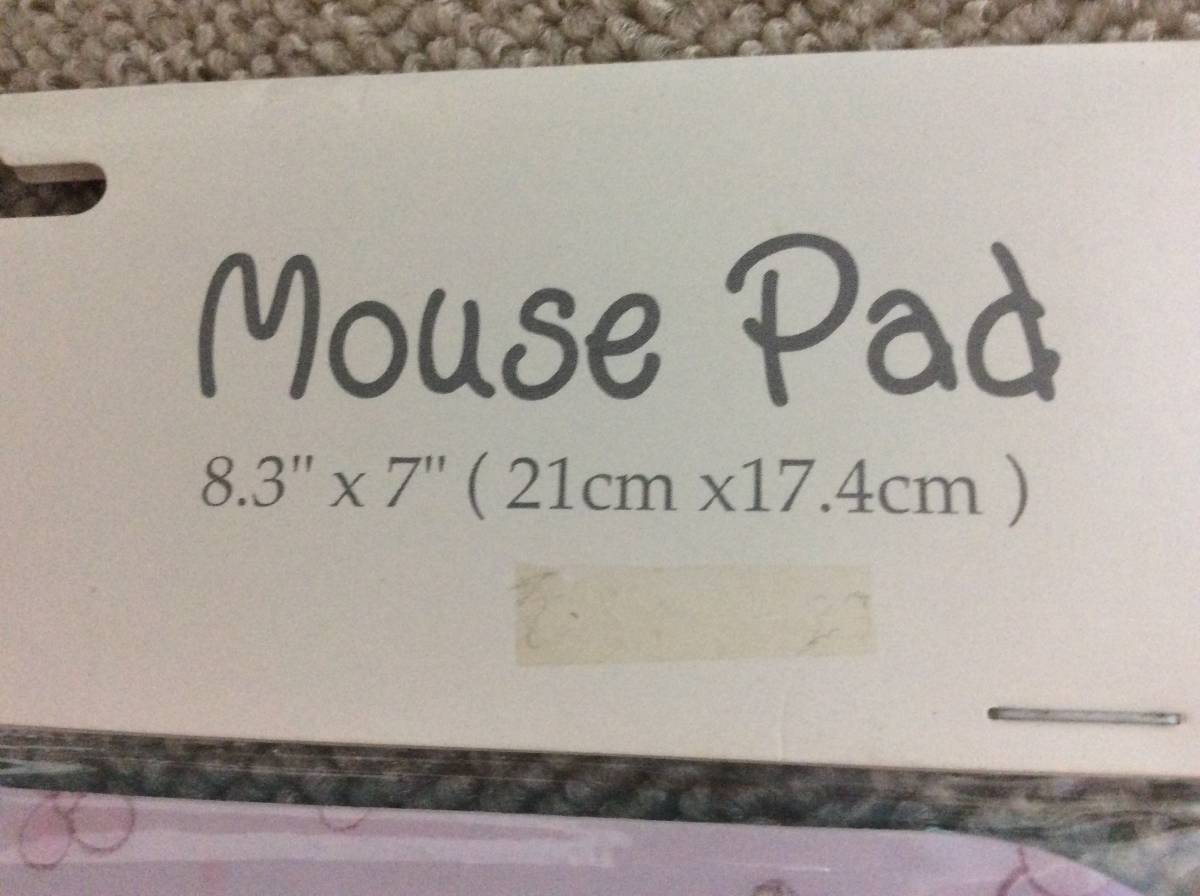 Mouse Pad
8.3" x 7" ( 21cm x17.4cm )